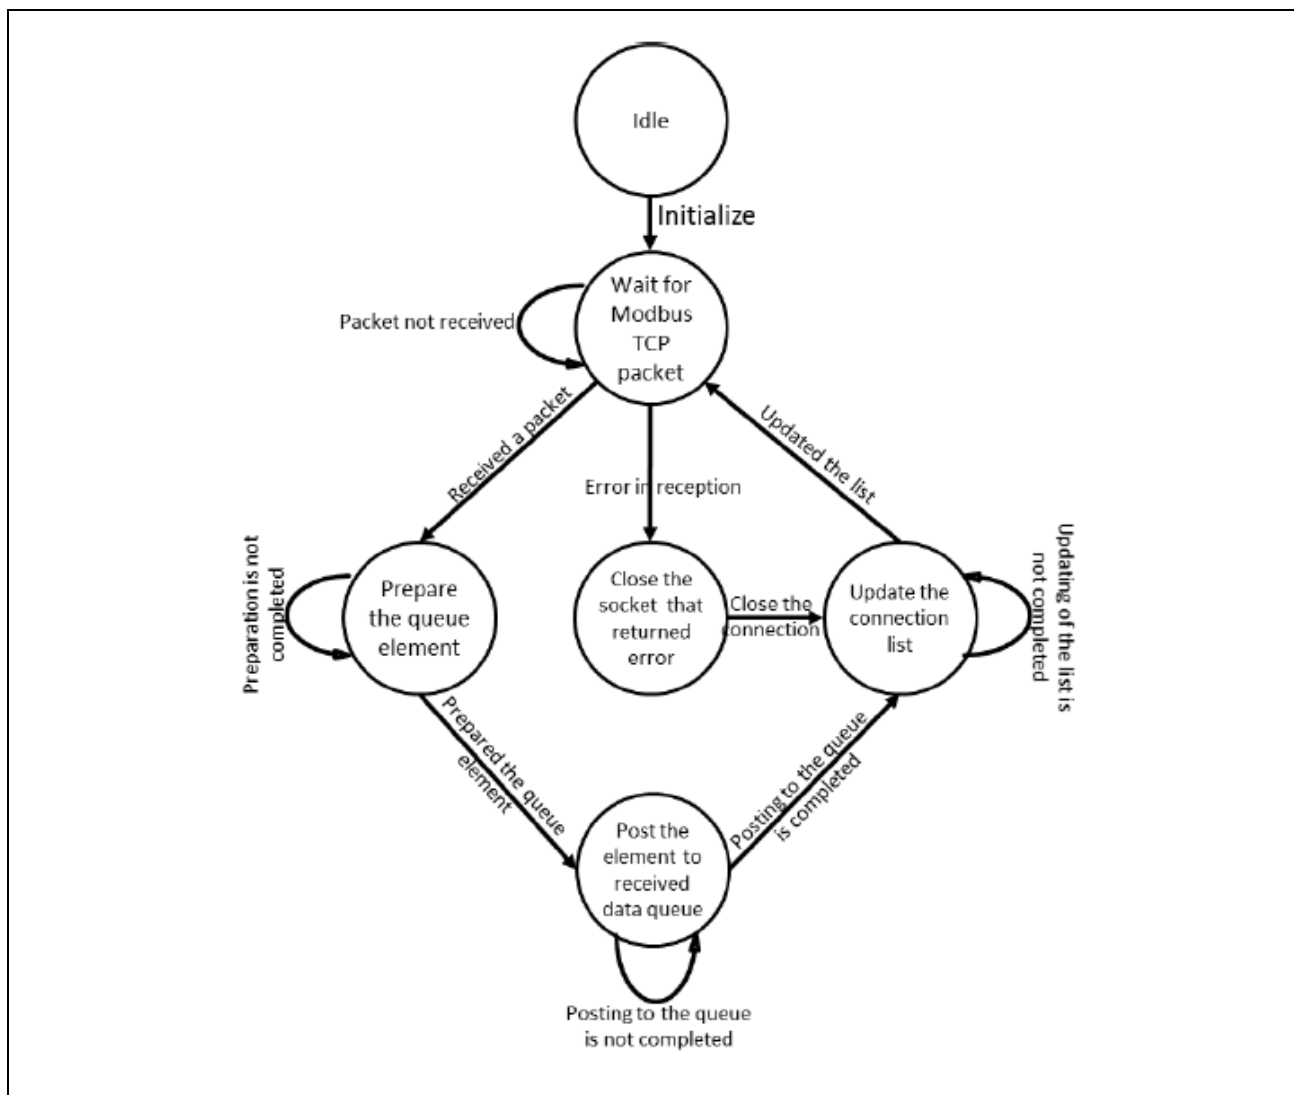 Idle
Initialize
Wait for
Modbus
TCP
packet
Packet not received
Received a packet
Error in reception
Updated the list
Preparation is not
completed
Prepare
the queue
element
Close the
socket that
returned
error
Close the
connection
Update the
connection
list
Updating of the list is
not completed
Prepared the queue
element
Posting to the queue
is completed
Post the
element to
received
data queue
Posting to the queue
is not completed